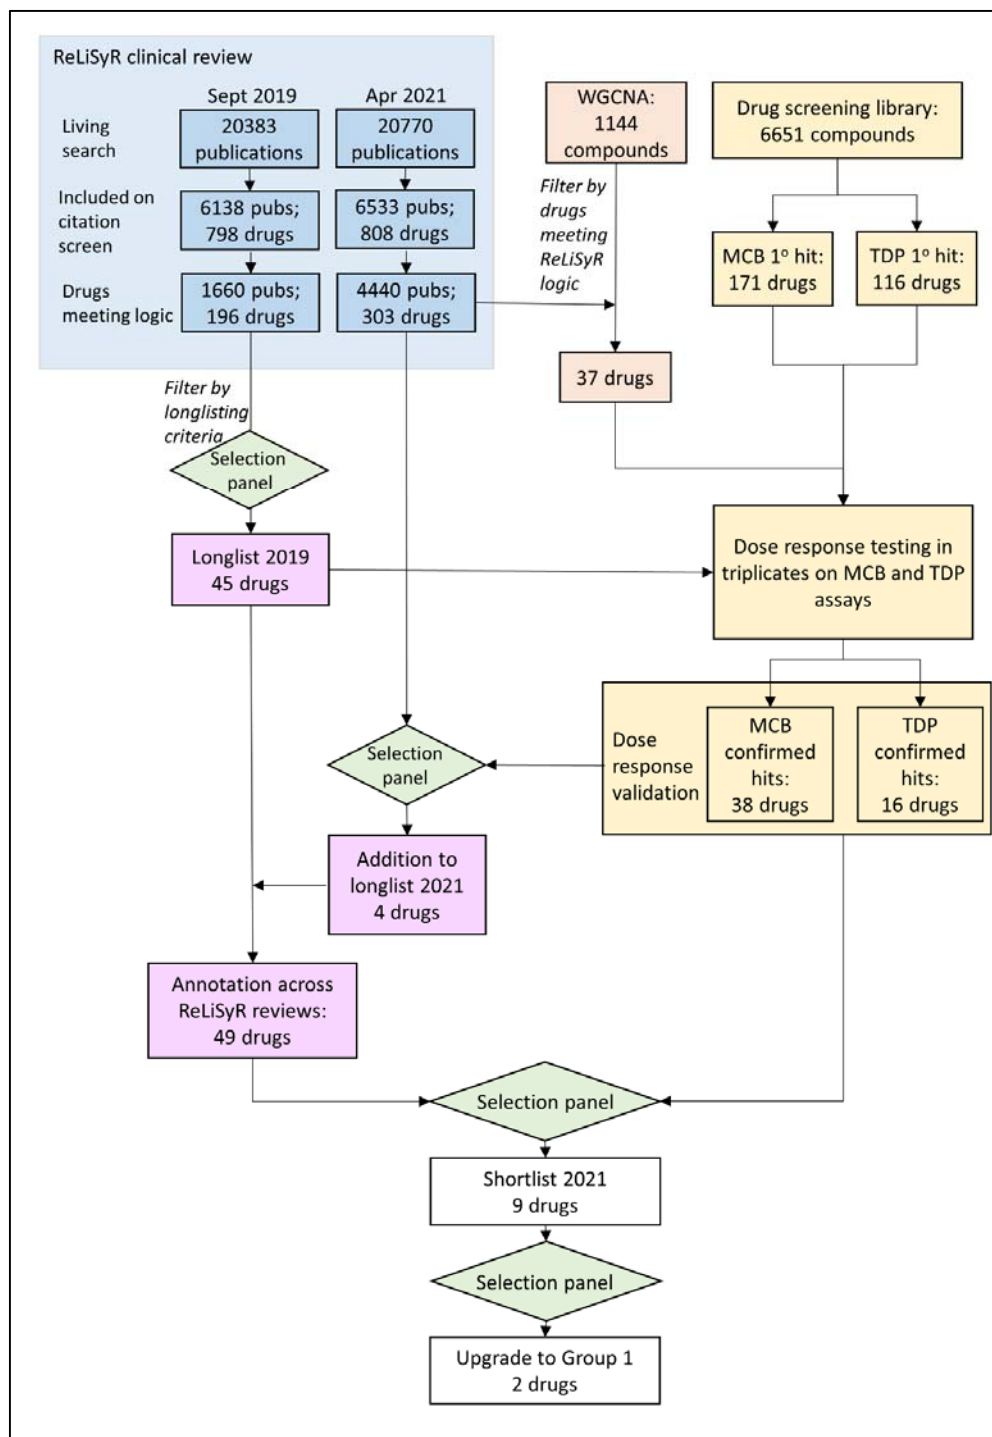 ReLiSyR clinical review
Sept 2019
Apr 2021
Living
search
20383
publications
20770
publications
Included on
citation
screen
6138 pubs;
798 drugs
6533 pubs;
808 drugs
Drugs
meeting logic
1660 pubs;
196 drugs
4440 pubs;
303 drugs
WGCNA:
1144
compounds
Filter by
drugs
meeting
ReLiSyR
logic
37 drugs
Drug screening library:
6651 compounds
MCB 1º hit:
171 drugs
TDP 1º hit:
116 drugs
Filter by
longlisting
criteria
Selection
panel
Longlist 2019
45 drugs
Dose response testing in
triplicates on MCB and TDP
assays
Selection
panel
Dose
response
validation
MCB
confirmed
hits:
38 drugs
TDP
confirmed
hits:
16 drugs
Addition to
longlist 2021
4 drugs
Annotation across
ReLiSyR reviews:
49 drugs
Selection panel
Shortlist 2021
9 drugs
Selection panel
Upgrade to Group 1
2 drugs